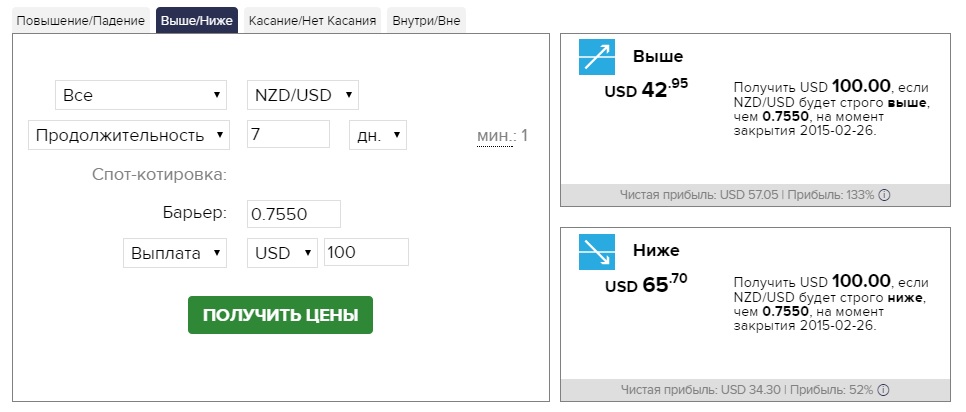 Повышение/Падение
Выше/Ниже
Касание/Нет Касания
Внутри/Вне
Все
NZD/USD
Продолжительность
7
дн.
мин.: 1
Спот-котировка:
Барьер:
0.7550
Выплата
USD
100
ПОЛУЧИТЬ ЦЕНЫ
Выше
USD 42.95
Получить USD 100.00, если
NZD/USD будет строго выше,
чем 0.7550, на момент
закрытия 2015-02-26.
Чистая прибыль: USD 57.05 | Прибыль: 133%
Ниже
USD 65.70
Получить USD 100.00, если
NZD/USD будет строго ниже,
чем 0.7550, на момент
закрытия 2015-02-26.
Чистая прибыль: USD 34.30 | Прибыль: 52%